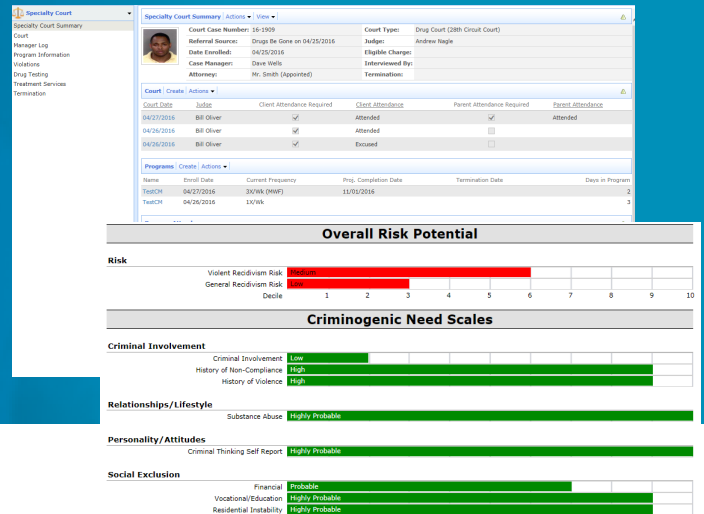 Specialty Court
Specialty Court Summary
Court
Manager Log
Program Information
Violations
Drug Testing
Treatment Services
Termination
Specialty Court Summary Actions View
Court Case Number: 16-1909 Court Type: Drug Court (28th Circuit Court)
Referral Source: Drugs Be Gone on 04/25/2016 Judge: Andrew Nagle
Date Enrolled: 04/25/2016 Eligible Charge:
Case Manager: Dave Wells Interviewed By:
Attorney: Mr. Smith (Appointed) Termination:
Court Create Actions
Court Date Judge Client Attendance Required Client Attendance Parent Attendance Required Parent Attendance
04/27/2016 Bill Oliver Attended Attended
04/26/2016 Bill Oliver Attended
04/26/2016 Bill Oliver Excused
Programs Create Actions
Name Enroll Date Current Frequency Proj. Completion Date Termination Date Days in Program
TestCM 04/27/2016 3X/Wk (MWF) 11/01/2016 2
TestCM 04/26/2016 1X/Wk 3
Overall Risk Potential
Risk
Violent Recidivism Risk Medium
General Recidivism Risk Low
Decile 1 2 3 4 5 6 7 8 9 10
Criminogenic Need Scales
Criminal Involvement
Criminal Involvement Low
History of Non-Compliance High
History of Violence High
Relationships/Lifestyle
Substance Abuse Highly Probable
Personality/Attitudes
Criminal Thinking Self Report Highly Probable
Social Exclusion
Financial Probable
Vocational/Education Highly Probable
Residential Instability Highly Probable